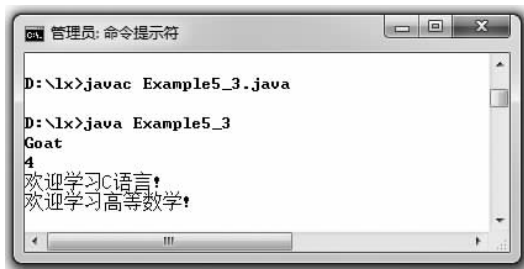 管理员: 命令提示符
D:\lx>javac Example5_3.java
D:\lx>java Example5_3
Goat
4
欢迎学习C语言!
欢迎学习高等数学!